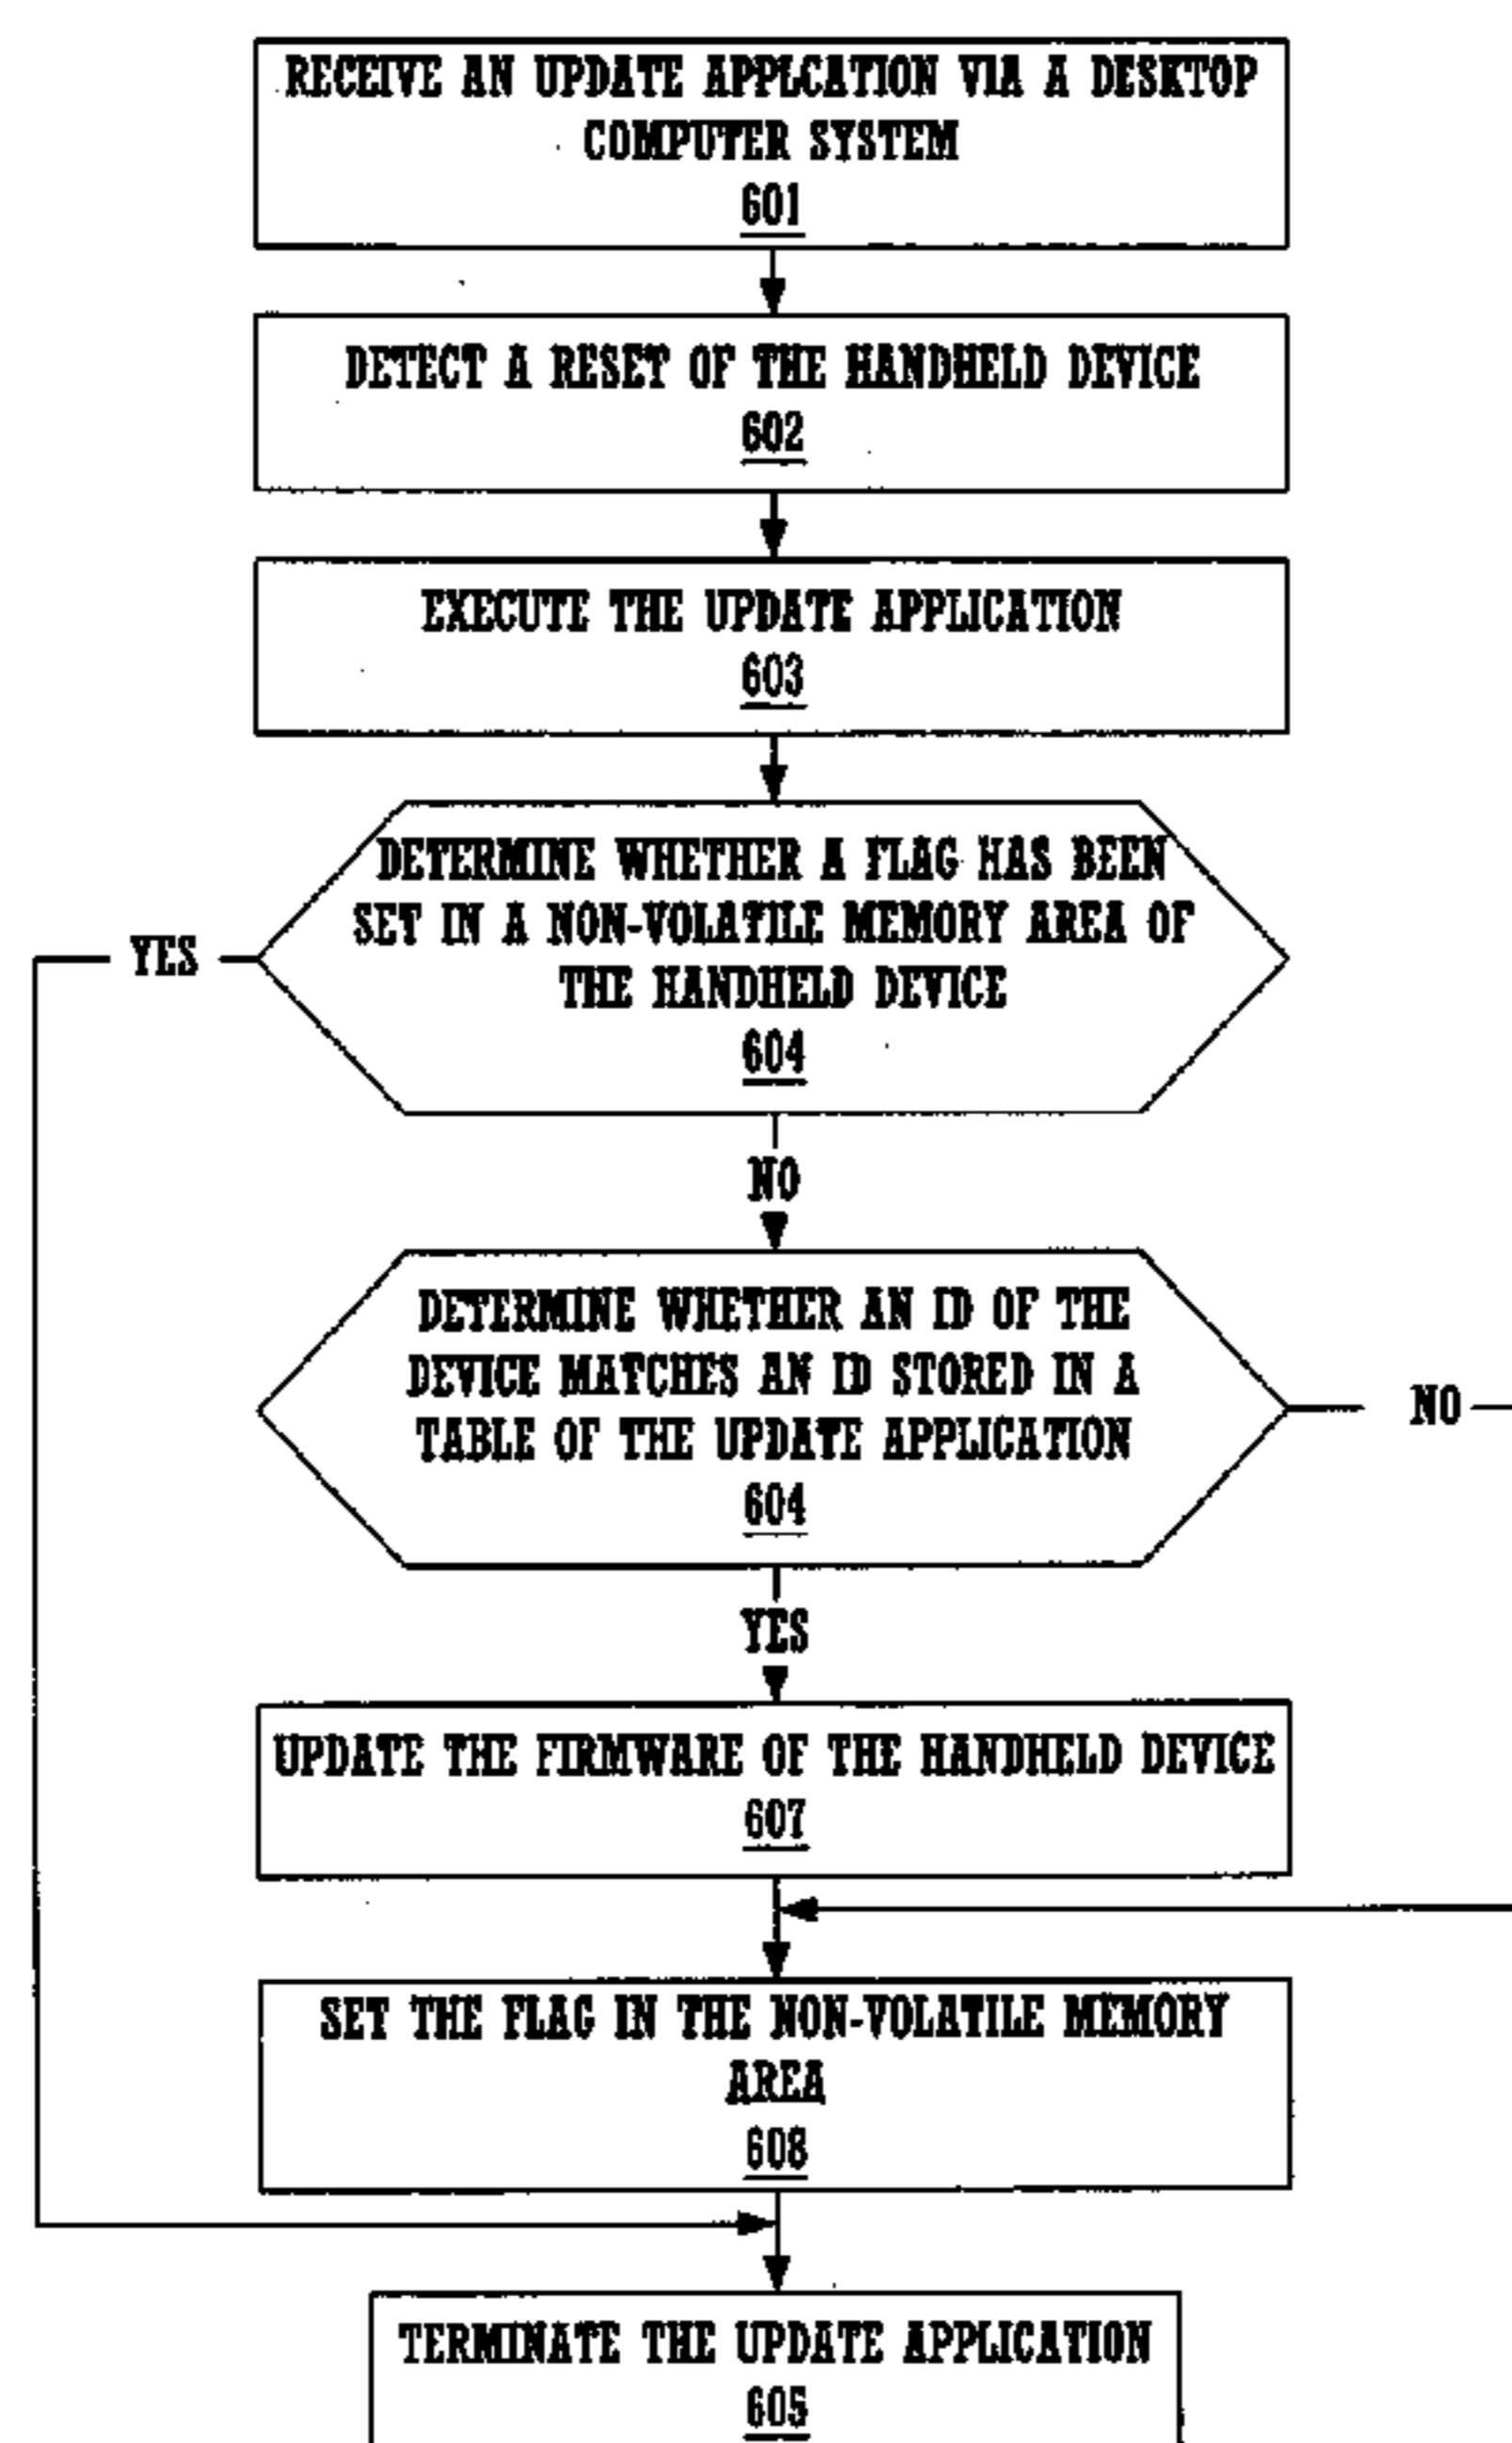 RECEIVE AN UPDATE APPLCATION VIA A DESKTOP
COMPUTER SYSTEM
601
DETECT A RESET OF THE HANDHELD DEVICE
602
EXECUTE THE UPDATE APPLICATION
603
DETERMINE WHETHER A FLAG HAS BEEN
SET IN A NON-VOLATILE MEMORY AREA OF
THE HANDHELD DEVICE
604
YES
NO
DETERMINE WHETHER AN ID OF THE
DEVICE MATCHES AN ID STORED IN A
TABLE OF THE UPDATE APPLICATION
604
NO
YES
UPDATE THE FIRMWARE OF THE HANDHELD DEVICE
607
SET THE FLAG IN THE NON-VOLATILE MEMORY
AREA
608
TERMINATE THE UPDATE APPLICATION
605